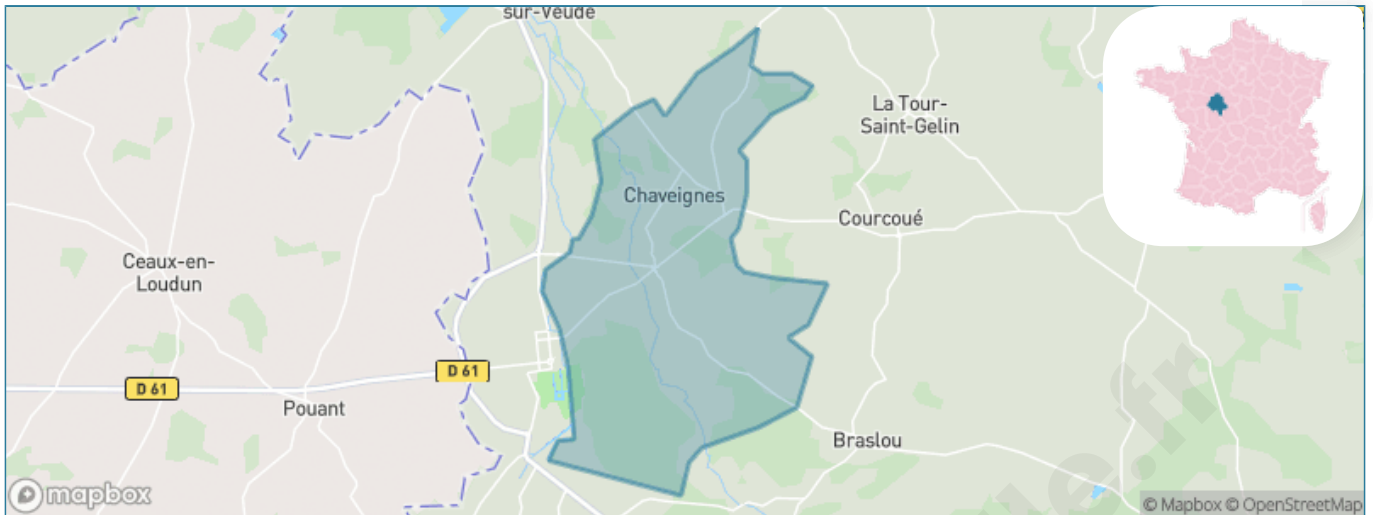 sur-Veude
La Tour-
Saint-Gelin
Chaveignes
Courcoué
Ceaux-en-
Loudun
D 61
D 61
Pouant
Braslou
mapbox
© Mapbox © OpenStreetMap